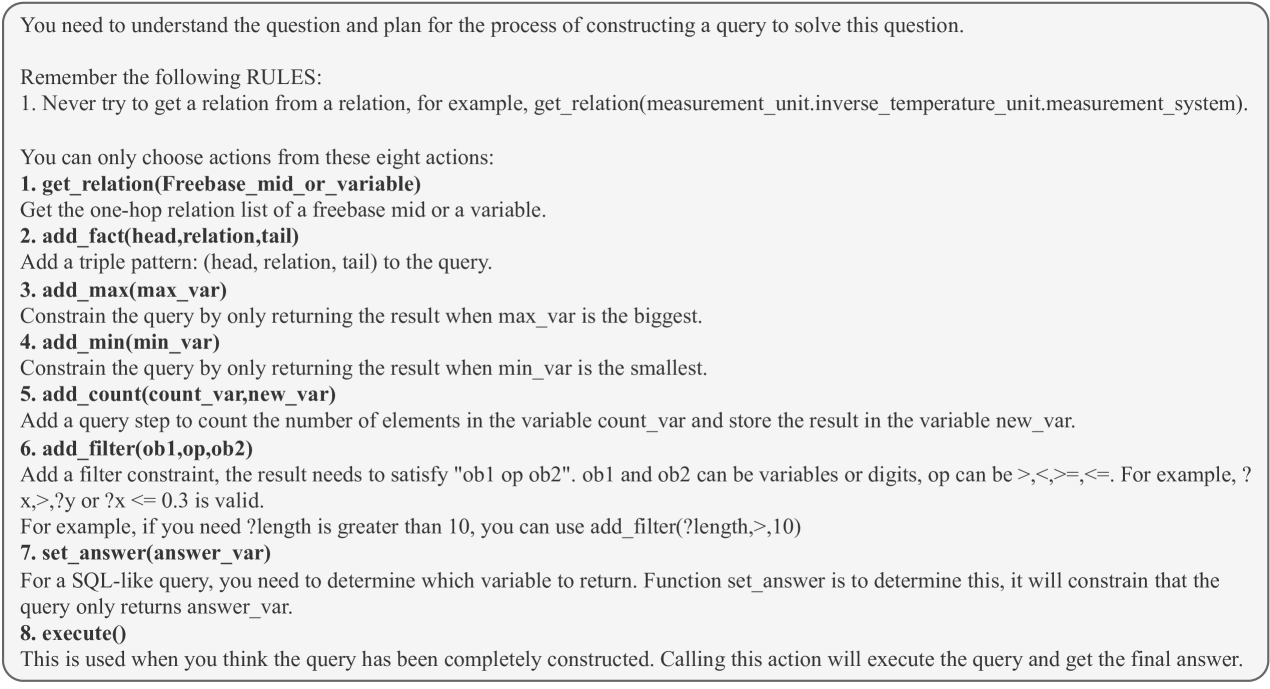 You need to understand the question and plan for the process of constructing a query to solve this question.
Remember the following RULES:
1. Never try to get a relation from a relation, for example, get_relation(measurement_unit.inverse_temperature_unit.measurement_system).
You can only choose actions from these eight actions:
1. get_relation(Freebase_mid_or_variable)
Get the one-hop relation list of a freebase mid or a variable.
2. add_fact(head,relation,tail)
Add a triple pattern: (head, relation, tail) to the query.
3. add_max(max_var)
Constrain the query by only returning the result when max_var is the biggest.
4. add_min(min_var)
Constrain the query by only returning the result when min_var is the smallest.
5. add_count(count_var,new_var)
Add a query step to count the number of elements in the variable count_var and store the result in the variable new_var.
6. add_filter(ob1,op,ob2)
Add a filter constraint, the result needs to satisfy "ob1 op ob2". ob1 and ob2 can be variables or digits, op can be >,<,>=,<=. For example, ?
x,>,?y or ?x <= 0.3 is valid.
For example, if you need ?length is greater than 10, you can use add_filter(?length,>,10)
7. set_answer(answer_var)
For a SQL-like query, you need to determine which variable to return. Function set_answer is to determine this, it will constrain that the
query only returns answer_var.
8. execute()
This is used when you think the query has been completely constructed. Calling this action will execute the query and get the final answer.